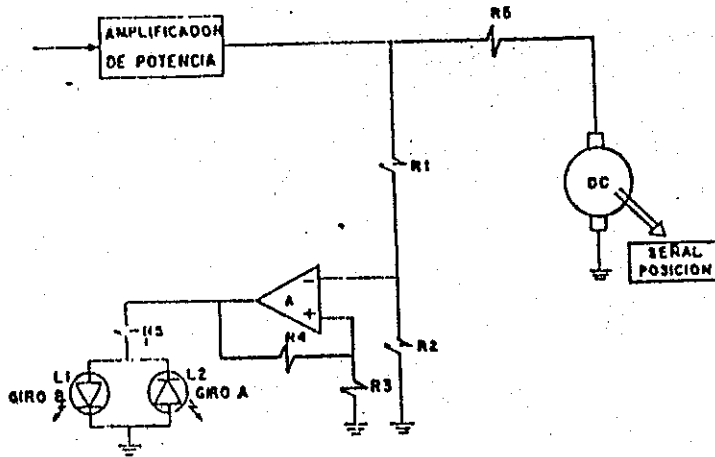 AMPLIFICADOR
DE POTENCIA
R5
R1
DC
SEÑAL
POSICION
-
A
+
R4
R2
R3
L1
L2
GIRO B
GIRO A